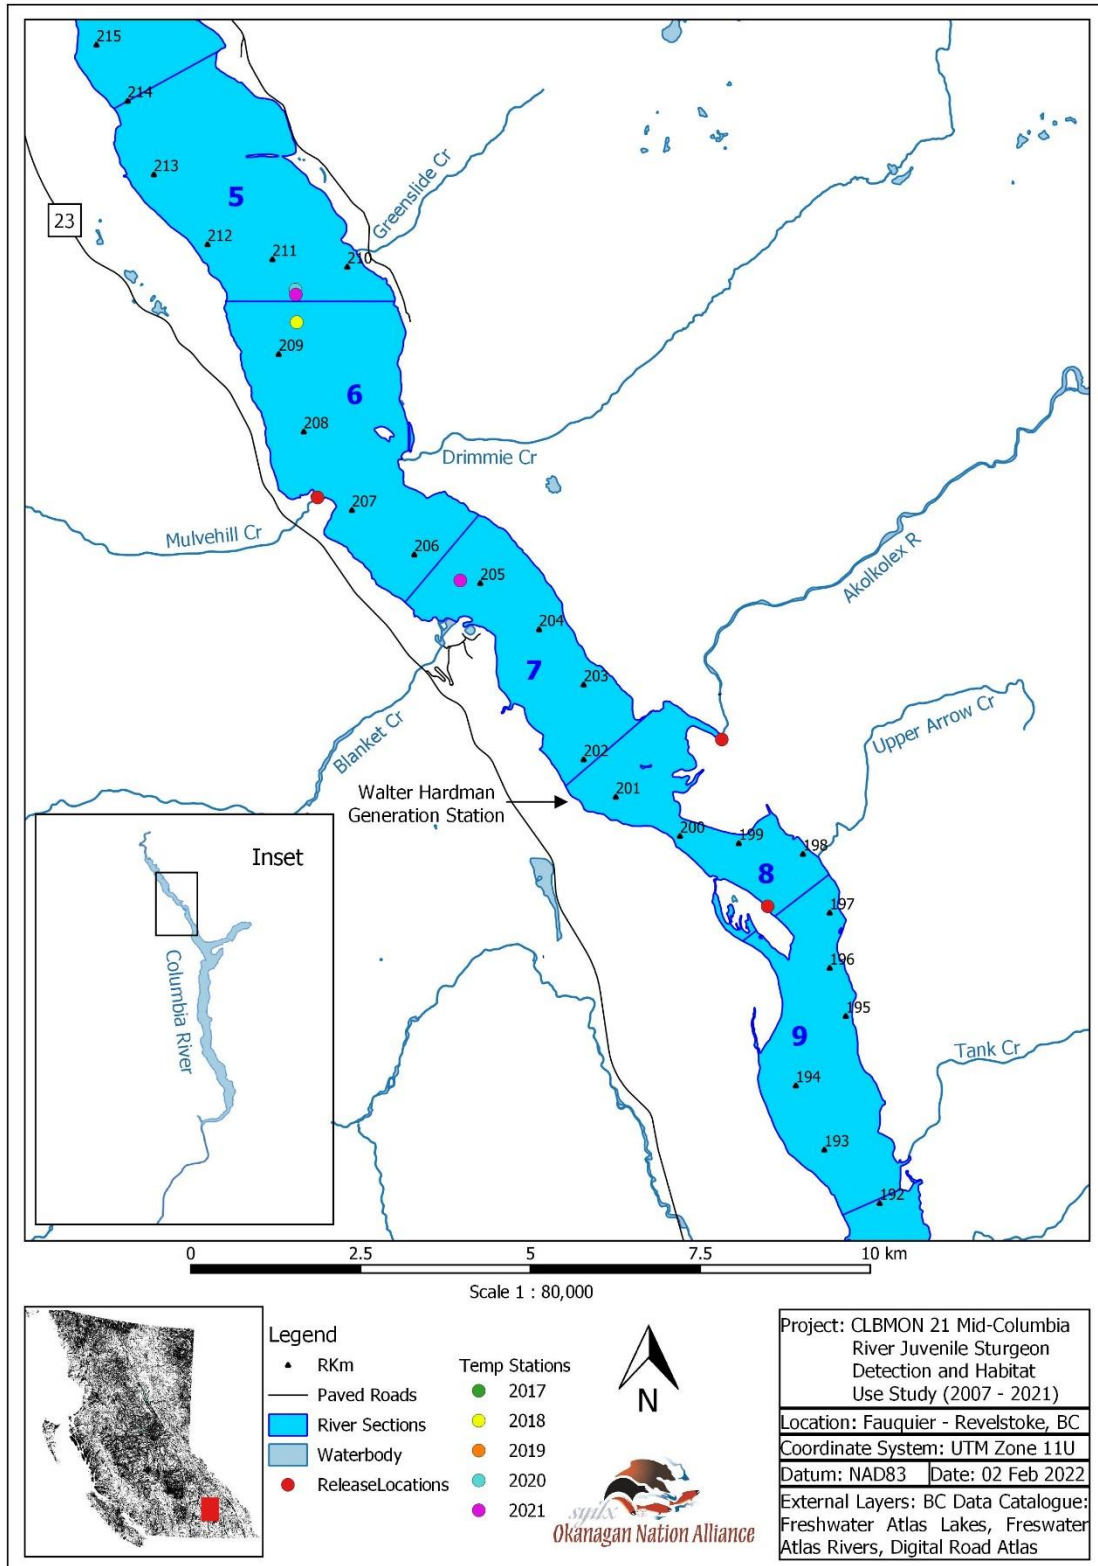 215
214
213
5
Greenslide Cr
23
212
211
210
209
6
208
Drimmie Cr
207
Mulvehill Cr
206
205
Akolkolex R
204
7
203
Upper Arrow Cr
Blanket Cr
202
Walter Hardman
Generation Station
201
200
199
198
8
197
Inset
196
Columbia River
195
9
Tank Cr
194
193
192
0
2.5
5
7.5
10 km
Scale 1 : 80,000
Legend
RKm
Paved Roads
River Sections
Waterbody
ReleaseLocations
Temp Stations
2017
2018
2019
2020
2021
N
syilx
Okanagan Nation Alliance
Project: CLBMON 21 Mid-Columbia
River Juvenile Sturgeon
Detection and Habitat
Use Study (2007 - 2021)
Location: Fauquier - Revelstoke, BC
Coordinate System: UTM Zone 11U
Datum: NAD83 Date: 02 Feb 2022
External Layers: BC Data Catalogue:
Freshwater Atlas Lakes, Freswater
Atlas Rivers, Digital Road Atlas